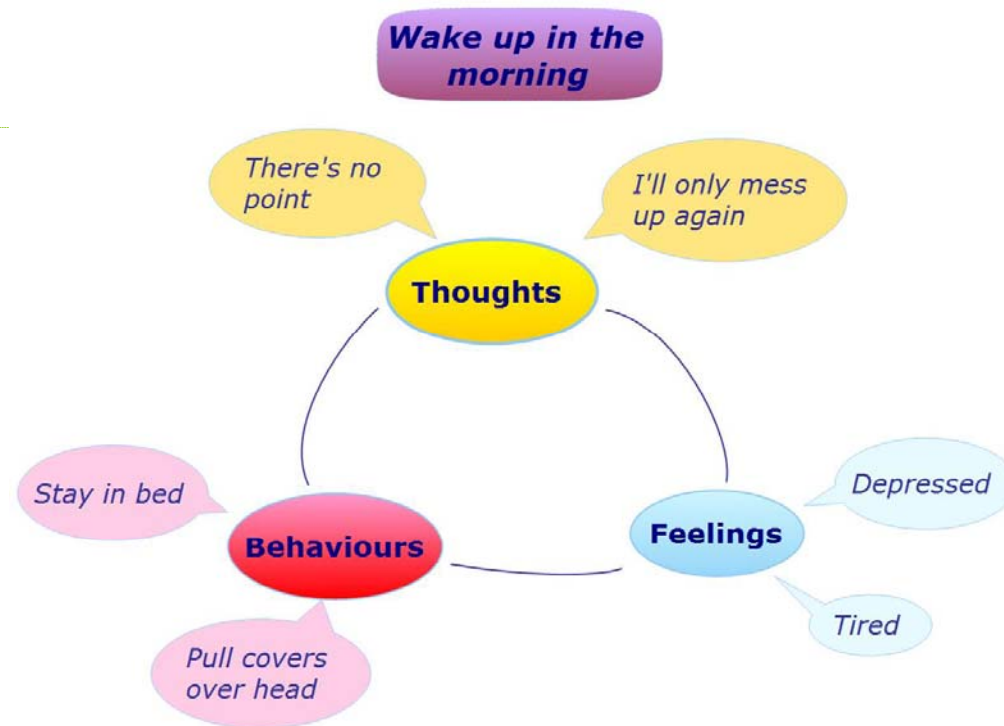 Wake up in the
morning
There's no
point
I'll only mess
up again
Thoughts
Stay in bed
Depressed
Behaviours
Feelings
Tired
Pull covers
over head